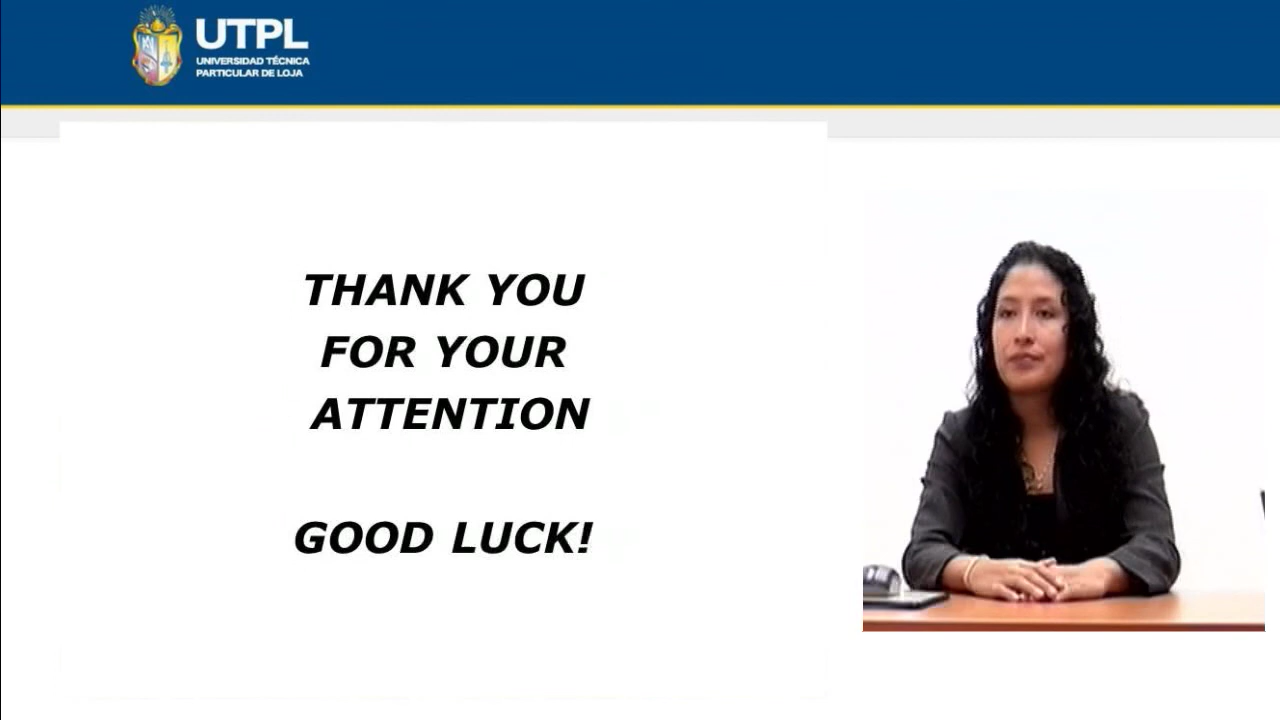 UTPL
UNIVERSIDAD TÉCNICA
PARTICULAR DE LOJA
THANK YOU
FOR YOUR
ATTENTION
GOOD LUCK!